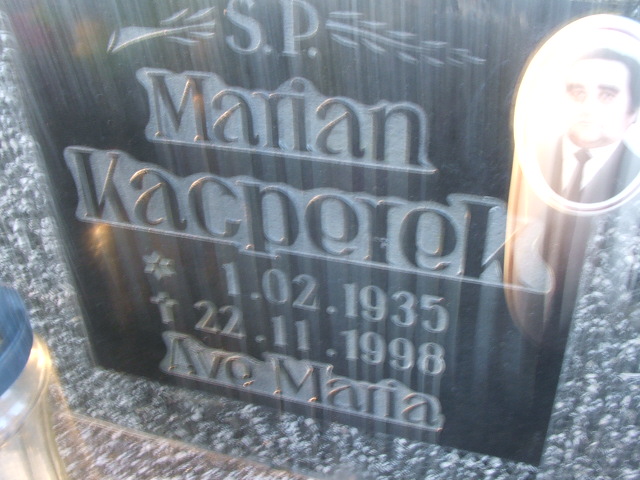 S.P.
Marian
Kacperek
* 1.02.1935
† 22.11.1998
Ave Maria